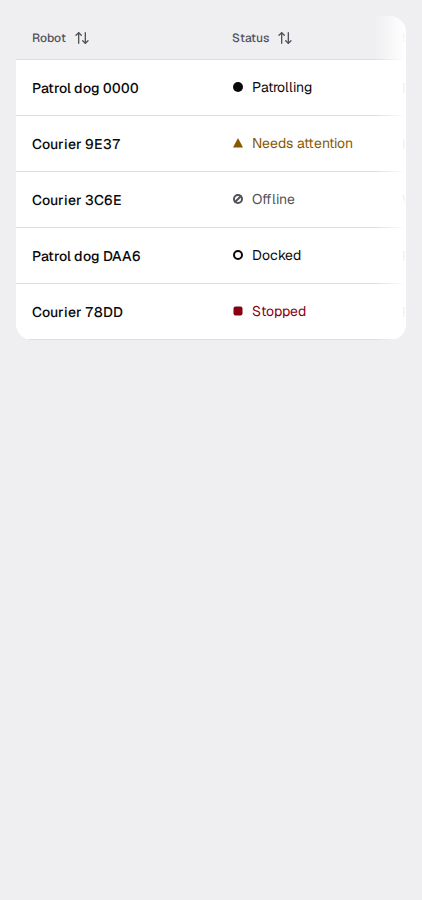 Robot Status
Patrol dog 0000 Patrolling
Courier 9E37 Needs attention
Courier 3C6E Offline
Patrol dog DAA6 Docked
Courier 78DD Stopped